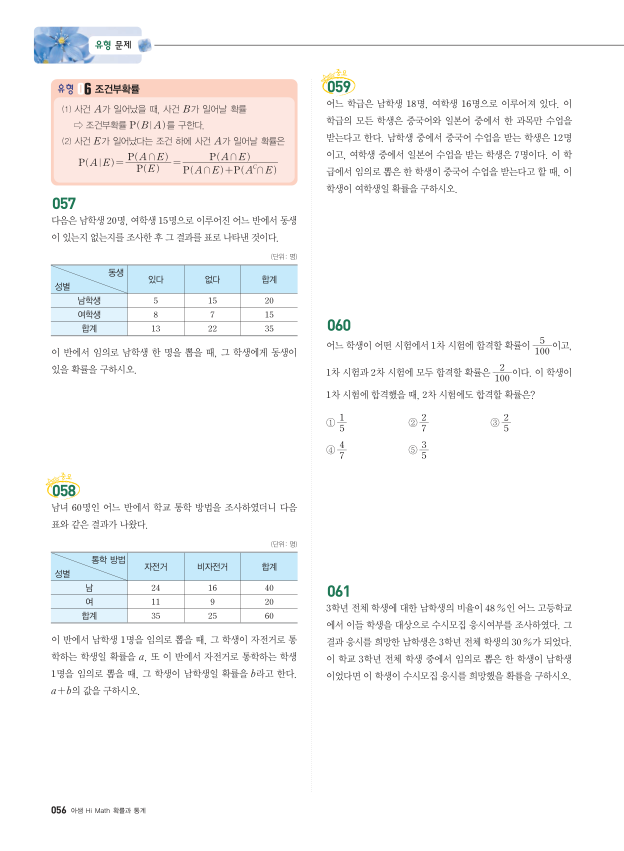 유형 문제
유형 06 조건부확률
(1) 사건 A가 일어났을 때, 사건 B가 일어날 확률
⇨ 조건부확률 P(B|A)를 구한다.
(2) 사건 E가 일어났다는 조건 하에 사건 A가 일어날 확률은
P(A|E)=P(A∩E)/P(E)=P(A∩E)/P(A∩E)+P(Aᶜ∩E)
057
다음은 남학생 20명, 여학생 15명으로 이루어진 어느 반에서 동생
이 있는지 없는지를 조사한 후 그 결과를 표로 나타낸 것이다.
(단위 : 명)
동생
성별 있다 없다 합계
남학생 5 15 20
여학생 8 7 15
합계 13 22 35
이 반에서 임의로 남학생 한 명을 뽑을 때, 그 학생에게 동생이
있을 확률을 구하시오.
058
남녀 60명인 어느 반에서 학교 통학 방법을 조사하였더니 다음
표와 같은 결과가 나왔다.
(단위 : 명)
통학 방법
성별 자전거 비자전거 합계
남 24 16 40
여 11 9 20
합계 35 25 60
이 반에서 남학생 1명을 임의로 뽑을 때, 그 학생이 자전거로 통
학하는 학생일 확률을 a, 또 이 반에서 자전거로 통학하는 학생
1명을 임의로 뽑을 때, 그 학생이 남학생일 확률을 b라고 한다.
a+b의 값을 구하시오.
059
어느 학급은 남학생 18명, 여학생 16명으로 이루어져 있다. 이
학급의 모든 학생은 중국어와 일본어 중에서 한 과목만 수업을
받는다고 한다. 남학생 중에서 중국어 수업을 받는 학생은 12명
이고, 여학생 중에서 일본어 수업을 받는 학생은 7명이다. 이 학
급에서 임의로 뽑은 한 학생이 중국어 수업을 받는다고 할 때, 이
학생이 여학생일 확률을 구하시오.
060
어느 학생이 어떤 시험에서 1차 시험에 합격할 확률이 5/100이고,
1차 시험과 2차 시험에 모두 합격할 확률은 2/100이다. 이 학생이
1차 시험에 합격했을 때, 2차 시험에도 합격할 확률은?
① 1/5 ② 2/7 ③ 2/5
④ 4/7 ⑤ 3/5
061
3학년 전체 학생에 대한 남학생의 비율이 48%인 어느 고등학교
에서 이들 학생을 대상으로 수시모집 응시여부를 조사하였다. 그
결과 응시를 희망한 남학생은 3학년 전체 학생의 30%가 되었다.
이 학교 3학년 전체 학생 중에서 임의로 뽑은 한 학생이 남학생
이었다면 이 학생이 수시모집 응시를 희망했을 확률을 구하시오.
056 아샘 Hi Math 확률과 통계